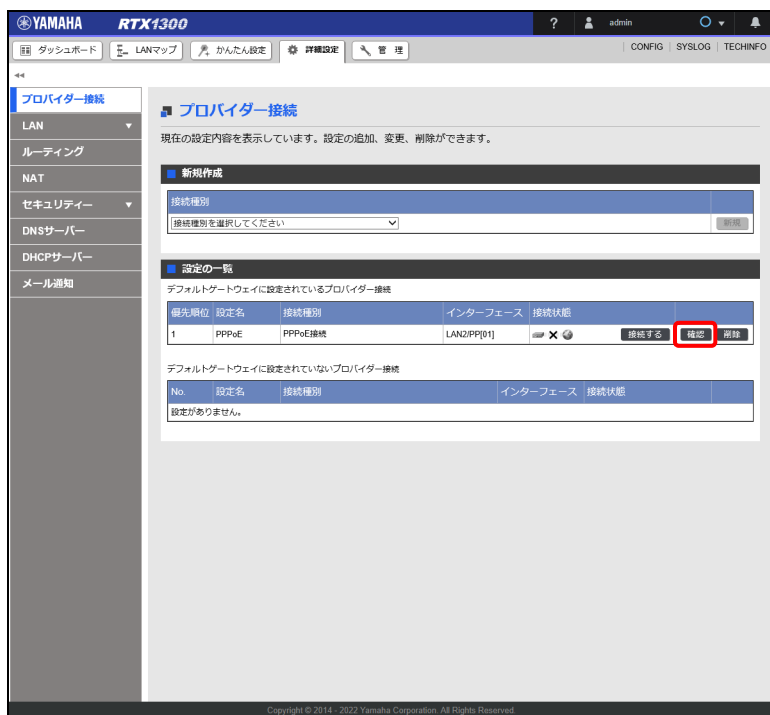 YAMAHA RTX1300 ? admin
ダッシュボード LANマップ かんたん設定 詳細設定 管 理 CONFIG SYSLOG TECHINFO
プロバイダー接続
LAN
ルーティング
NAT
セキュリティー
DNSサーバー
DHCPサーバー
メール通知
プロバイダー接続
現在の設定内容を表示しています。設定の追加、変更、削除ができます。
新規作成
接続種別
接続種別を選択してください 新規
設定の一覧
デフォルトゲートウェイに設定されているプロバイダー接続
優先順位 設定名 接続種別 インターフェース 接続状態
1 PPPoE PPPoE接続 LAN2/PP[01] 接続する 確認 削除
デフォルトゲートウェイに設定されていないプロバイダー接続
No. 設定名 接続種別 インターフェース 接続状態
設定がありません。
Copyright © 2014 - 2022 Yamaha Corporation. All Rights Reserved.